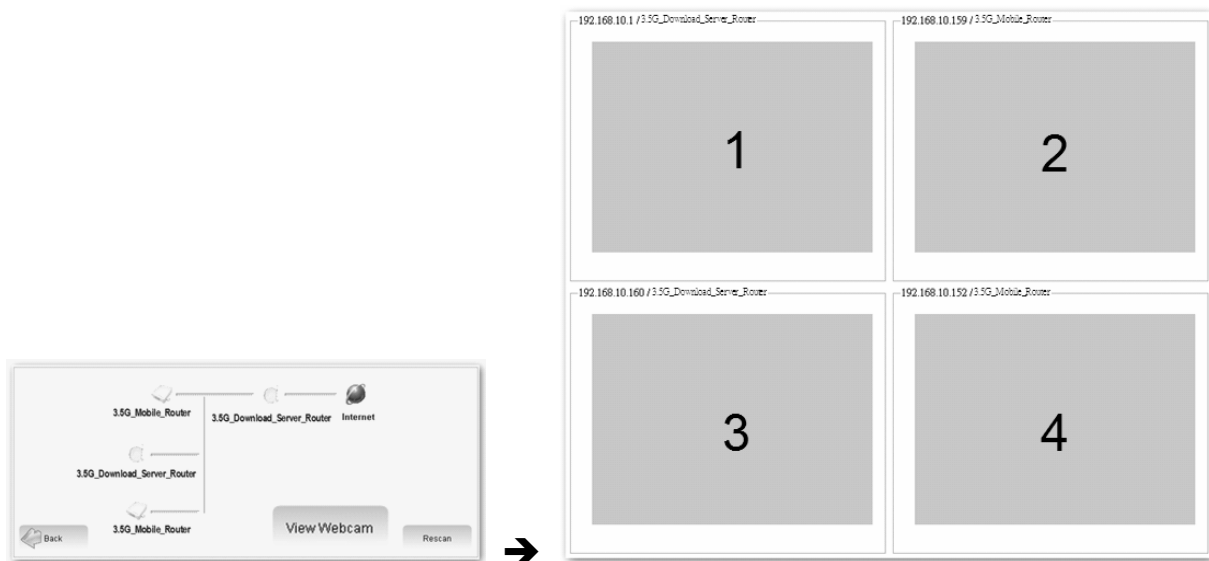 3.5G_Mobile_Router
3.5G_Download_Server_Router
Internet
3.5G_Download_Server_Router
3.5G_Mobile_Router
Back
View Webcam
Rescan
192.168.10.1 / 3.5G_Download_Server_Router
192.168.10.159 / 3.5G_Mobile_Router
1
2
192.168.10.160 / 3.5G_Download_Server_Router
192.168.10.152 / 3.5G_Mobile_Router
3
4